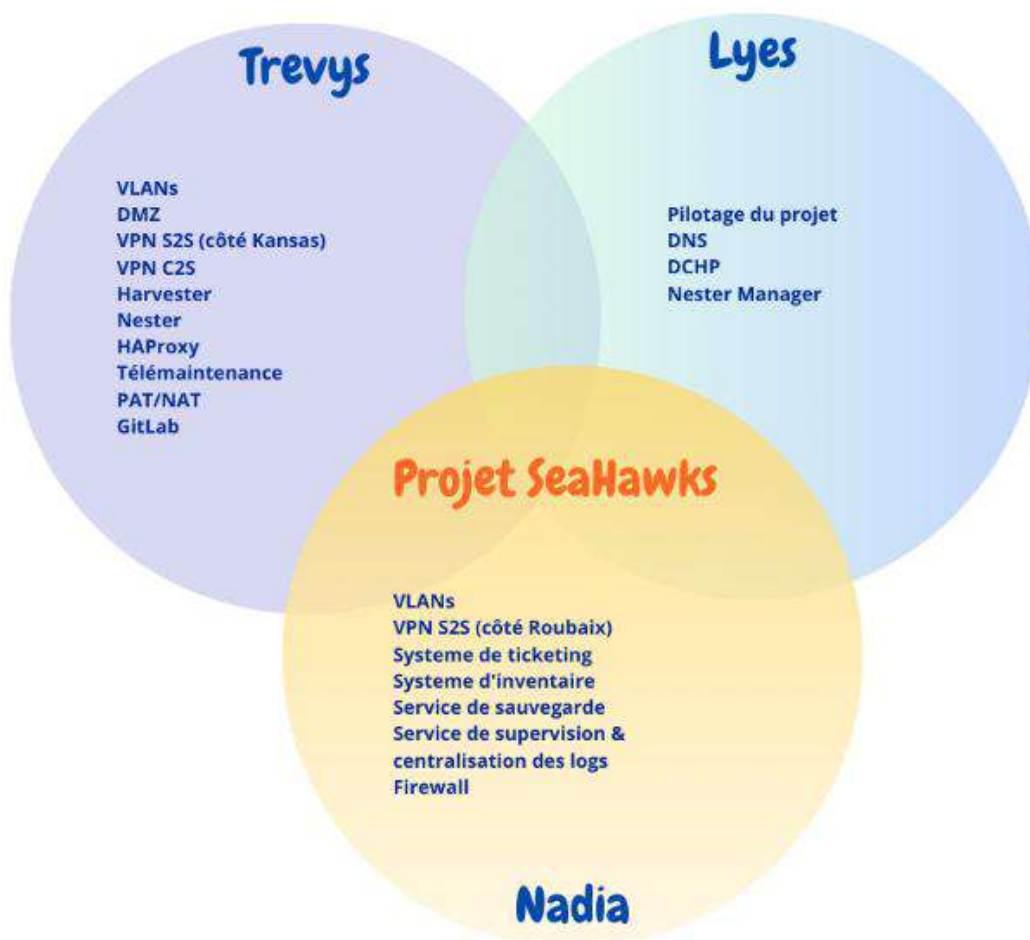 Trevys
VLANs
DMZ
VPN S2S (côté Kansas)
VPN C2S
Harvester
Nester
HAProxy
Télémaintenance
PAT/NAT
GitLab
Lyes
Pilotage du projet
DNS
DCHP
Nester Manager
Projet SeaHawks
VLANs
VPN S2S (côté Roubaix)
Systeme de ticketing
Systeme d'inventaire
Service de sauvegarde
Service de supervision &
centralisation des logs
Firewall
Nadia